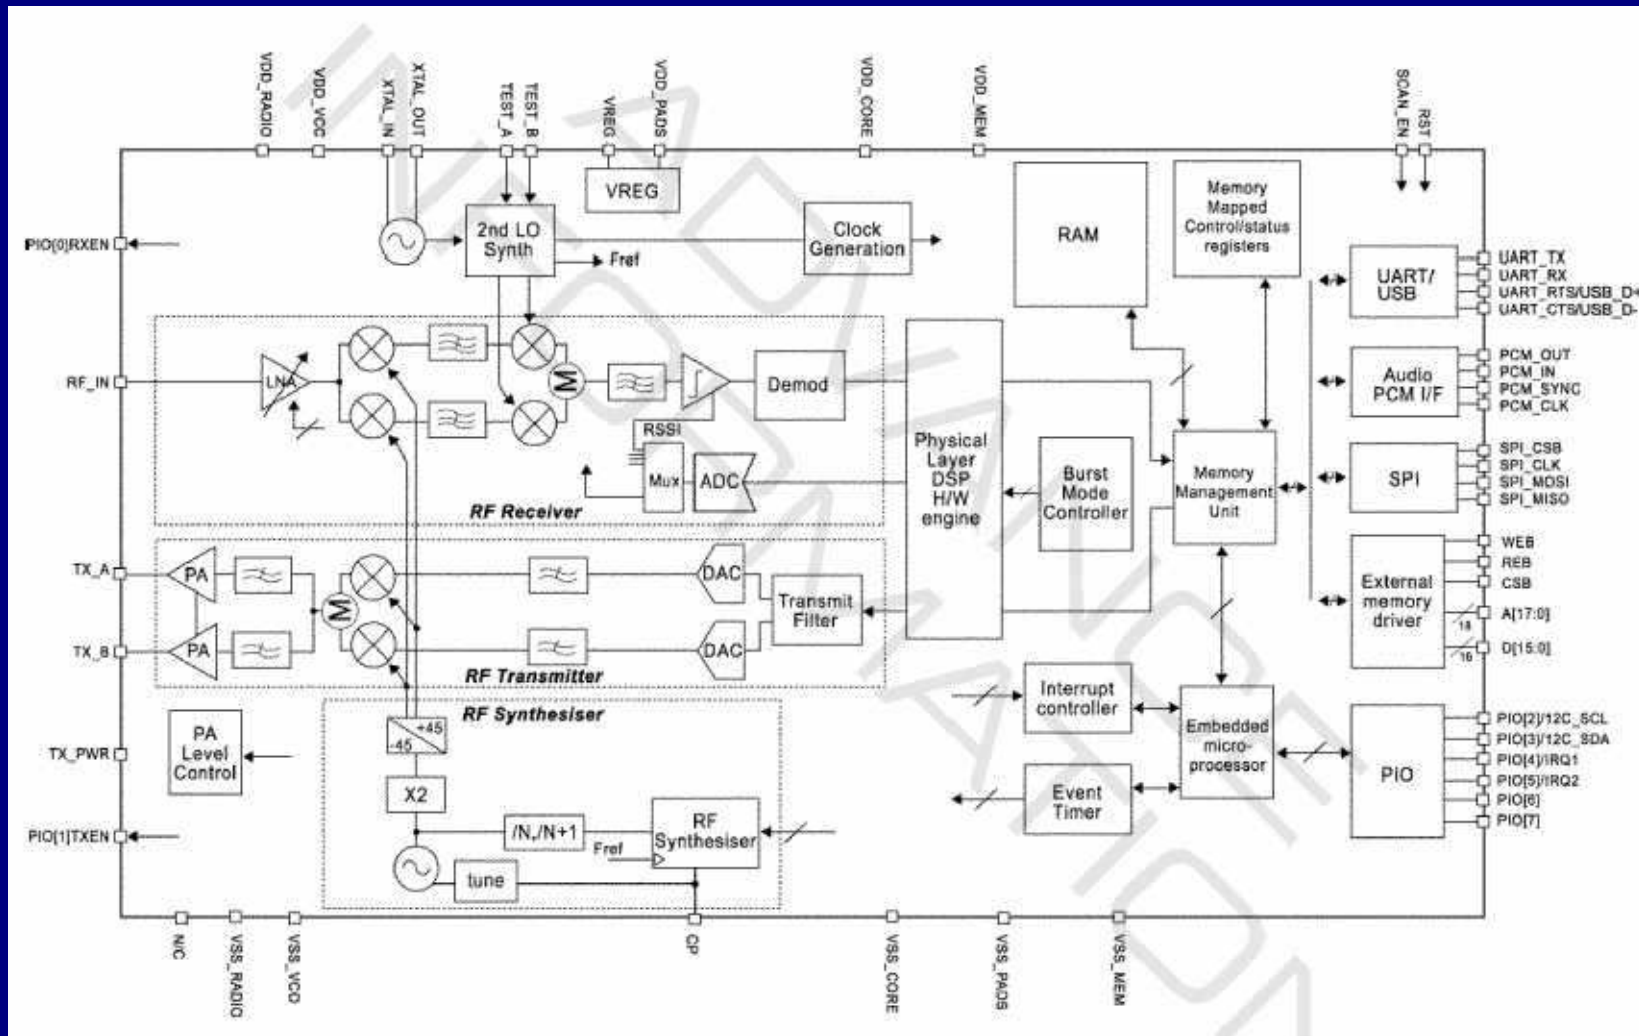 VDD_RADIO
VDD_VCC
XTAL_IN
XTAL_OUT
TEST_A
TEST_B
VREG
VDD_PADS
VDD_CORE
VDD_MEM
SCAN_EN
RST
ADVANCE
INFORMATION
VREG
RAM
Memory
Mapped
Control/status
registers
PIO[0]RXEN
2nd LO
Synth
Fref
Clock
Generation
UART/
USB
UART_TX
UART_RX
UART_RTS/USB_D+
UART_CTS/USB_D-
RF_IN
LNA
M
Demod
RSSI
Mux
ADC
RF Receiver
Physical
Layer
DSP
H/W
engine
Burst
Mode
Controller
Memory
Management
Unit
Audio
PCM I/F
PCM_OUT
PCM_IN
PCM_SYNC
PCM_CLK
SPI
SPI_CSB
SPI_CLK
SPI_MOSI
SPI_MISO
TX_A
PA
M
DAC
Transmit
Filter
TX_B
PA
DAC
RF Transmitter
External
memory
driver
WEB
REB
CSB
A[17:0]
18
D[15:0]
16
RF Synthesiser
+45
-45
Interrupt
controller
Embedded
micro-
processor
Event
Timer
PIO
PIO[2]/12C_SCL
PIO[3]/12C_SDA
PIO[4]/IRQ1
PIO[5]/IRQ2
PIO[6]
PIO[7]
TX_PWR
PA
Level
Control
X2
PIO[1]TXEN
/N,/N+1
Fref
RF
Synthesiser
tune
N/C
VSS_RADIO
VSS_VCO
CP
VSS_CORE
VSS_PADS
VSS_MEM